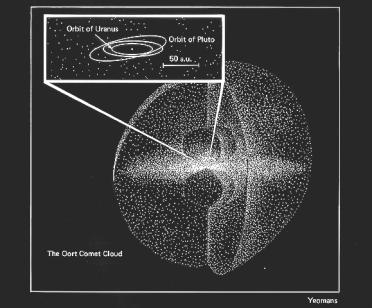 Orbit of Uranus
Orbit of Pluto
50 a.u.
The Oort Comet Cloud
Yeomans